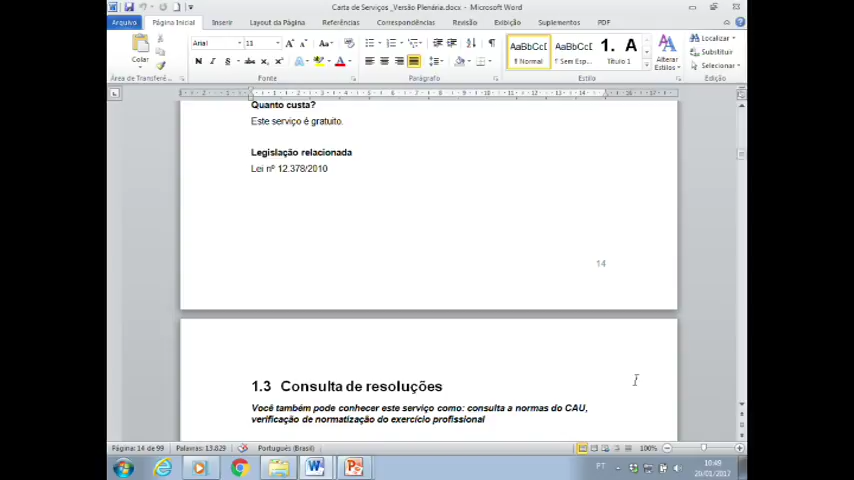 Carta de Serviços _Versão Plenária.docx - Microsoft Word
Arquivo Página Inicial Inserir Layout da Página Referências Correspondências Revisão Exibição Suplementos PDF
Arial 11 Aa AaBbCcD AaBbCcD 1. A Localizar
Substituir
Colar N I S abc ¶ Normal ¶ Sem Esp... Título 1 Alterar Estilos Selecionar
Área de Transferê... Fonte Parágrafo Estilo Edição
Quanto custa?
Este serviço é gratuito.
Legislação relacionada
Lei nº 12.378/2010
14
1.3 Consulta de resoluções
Você também pode conhecer este serviço como: consulta a normas do CAU,
verificação de normatização do exercício profissional
Página: 14 de 99 Palavras: 13.829 Português (Brasil) 100%
PT 10:49
20/01/2017